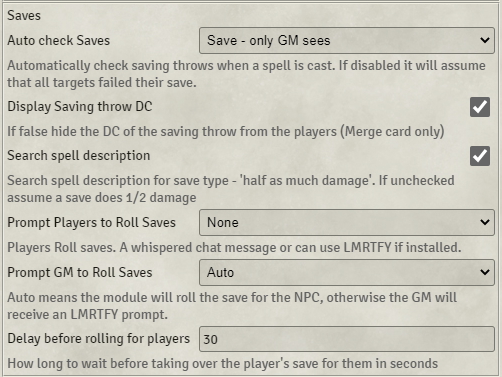 Saves
Auto check Saves
Save - only GM sees
Automatically check saving throws when a spell is cast. If disabled it will assume
that all targets failed their save.
Display Saving throw DC
If false hide the DC of the saving throw from the players (Merge card only)
Search spell description
Search spell description for save type - 'half as much damage'. If unchecked
assume a save does 1/2 damage
Prompt Players to Roll Saves
None
Players Roll saves. A whispered chat message or can use LMRTFY if installed.
Prompt GM to Roll Saves
Auto
Auto means the module will roll the save for the NPC, otherwise the GM will
receive an LMRTFY prompt.
Delay before rolling for players
30
How long to wait before taking over the player's save for them in seconds